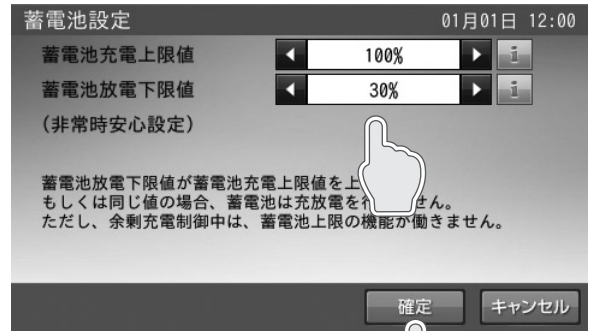 蓄電池設定 01月01日 12:00
蓄電池充電上限値 100% i
蓄電池放電下限値 30% i
(非常時安心設定)
蓄電池放電下限値が蓄電池充電上限値を上
もしくは同じ値の場合、蓄電池は充放電を行 せん。
ただし、余剰充電制御中は、蓄電池上限の機能が働きません。
確定 キャンセル